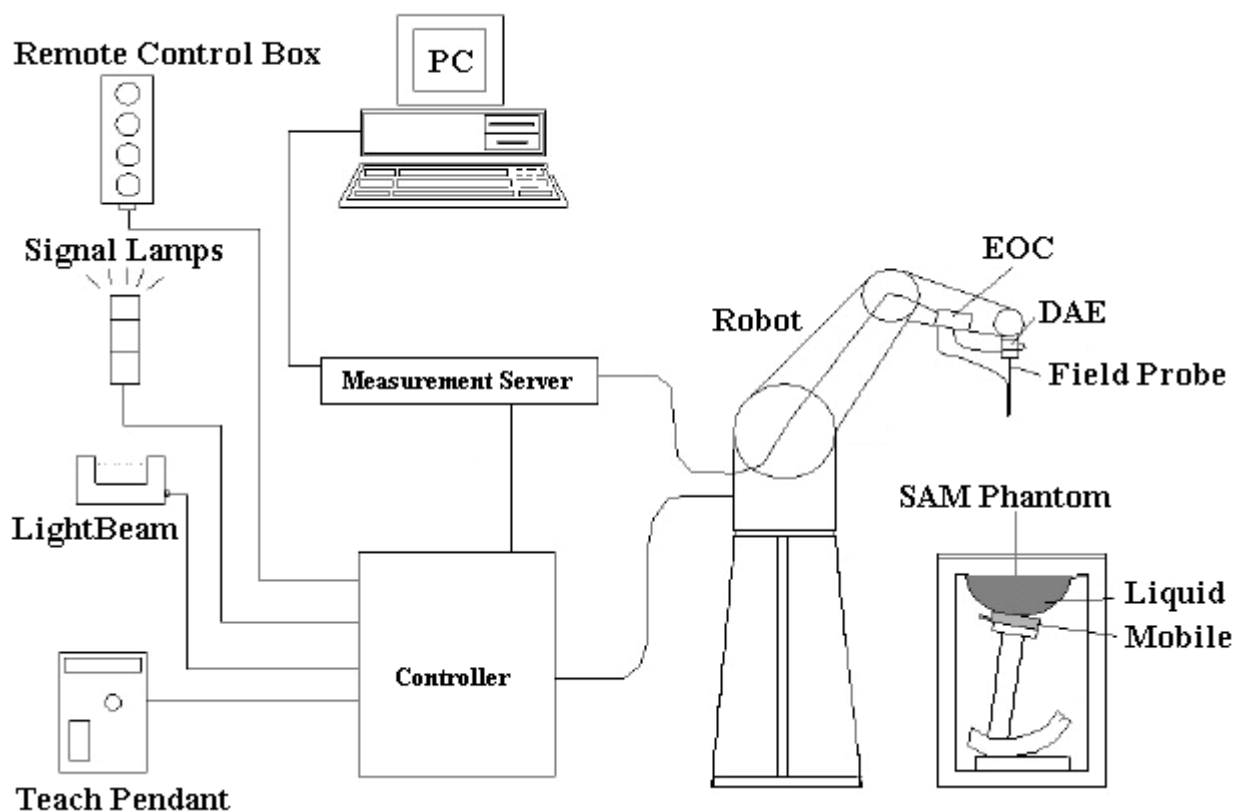 Remote Control Box
PC
Signal Lamps
EOC
Robot
DAE
Measurement Server
Field Probe
LightBeam
SAM Phantom
Liquid
Mobile
Controller
Teach Pendant